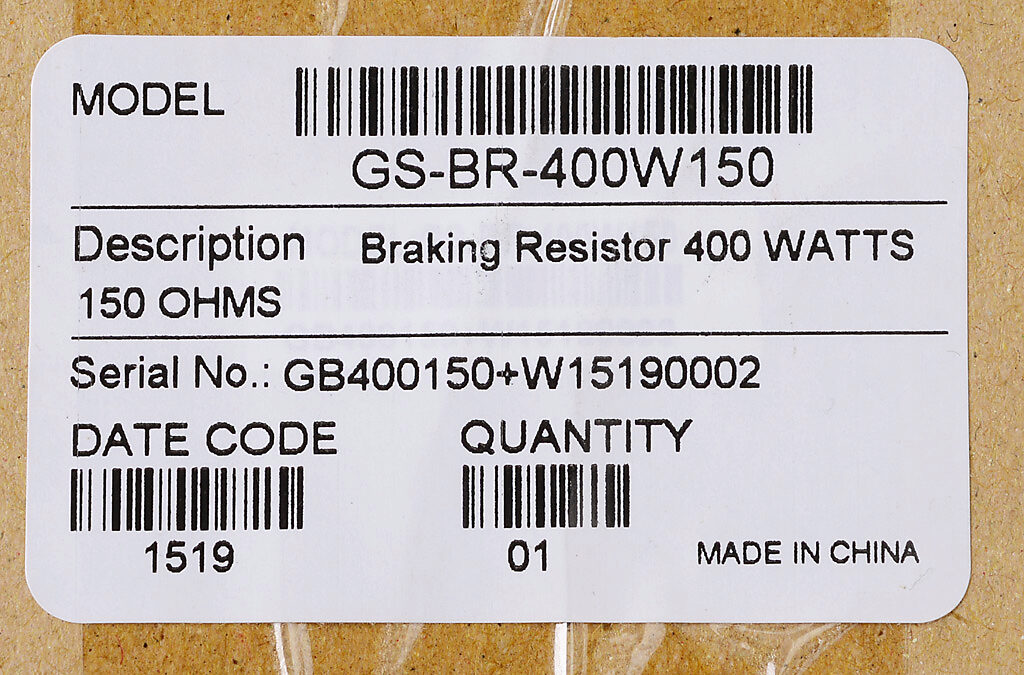 MODEL
GS-BR-400W150
Description Braking Resistor 400 WATTS
150 OHMS
Serial No.: GB400150+W15190002
DATE CODE QUANTITY
1519 01 MADE IN CHINA